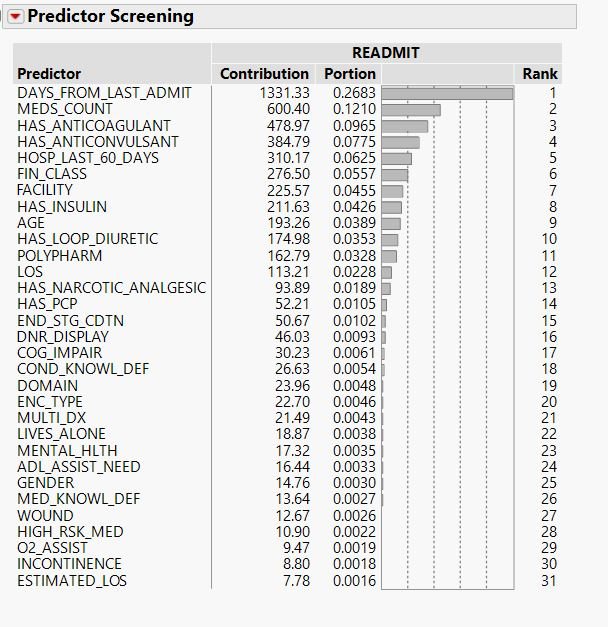 Predictor Screening
READMIT
Predictor Contribution Portion Rank
DAYS_FROM_LAST_ADMIT 1331.33 0.2683 1
MEDS_COUNT 600.40 0.1210 2
HAS_ANTICOAGULANT 478.97 0.0965 3
HAS_ANTICONVULSANT 384.79 0.0775 4
HOSP_LAST_60_DAYS 310.17 0.0625 5
FIN_CLASS 276.50 0.0557 6
FACILITY 225.57 0.0455 7
HAS_INSULIN 211.63 0.0426 8
AGE 193.26 0.0389 9
HAS_LOOP_DIURETIC 174.98 0.0353 10
POLYPHARM 162.79 0.0328 11
LOS 113.21 0.0228 12
HAS_NARCOTIC_ANALGESIC 93.89 0.0189 13
HAS_PCP 52.21 0.0105 14
END_STG_CDTN 50.67 0.0102 15
DNR_DISPLAY 46.03 0.0093 16
COG_IMPAIR 30.23 0.0061 17
COND_KNOWL_DEF 26.63 0.0054 18
DOMAIN 23.96 0.0048 19
ENC_TYPE 22.70 0.0046 20
MULTI_DX 21.49 0.0043 21
LIVES_ALONE 18.87 0.0038 22
MENTAL_HLTH 17.32 0.0035 23
ADL_ASSIST_NEED 16.44 0.0033 24
GENDER 14.76 0.0030 25
MED_KNOWL_DEF 13.64 0.0027 26
WOUND 12.67 0.0026 27
HIGH_RSK_MED 10.90 0.0022 28
O2_ASSIST 9.47 0.0019 29
INCONTINENCE 8.80 0.0018 30
ESTIMATED_LOS 7.78 0.0016 31